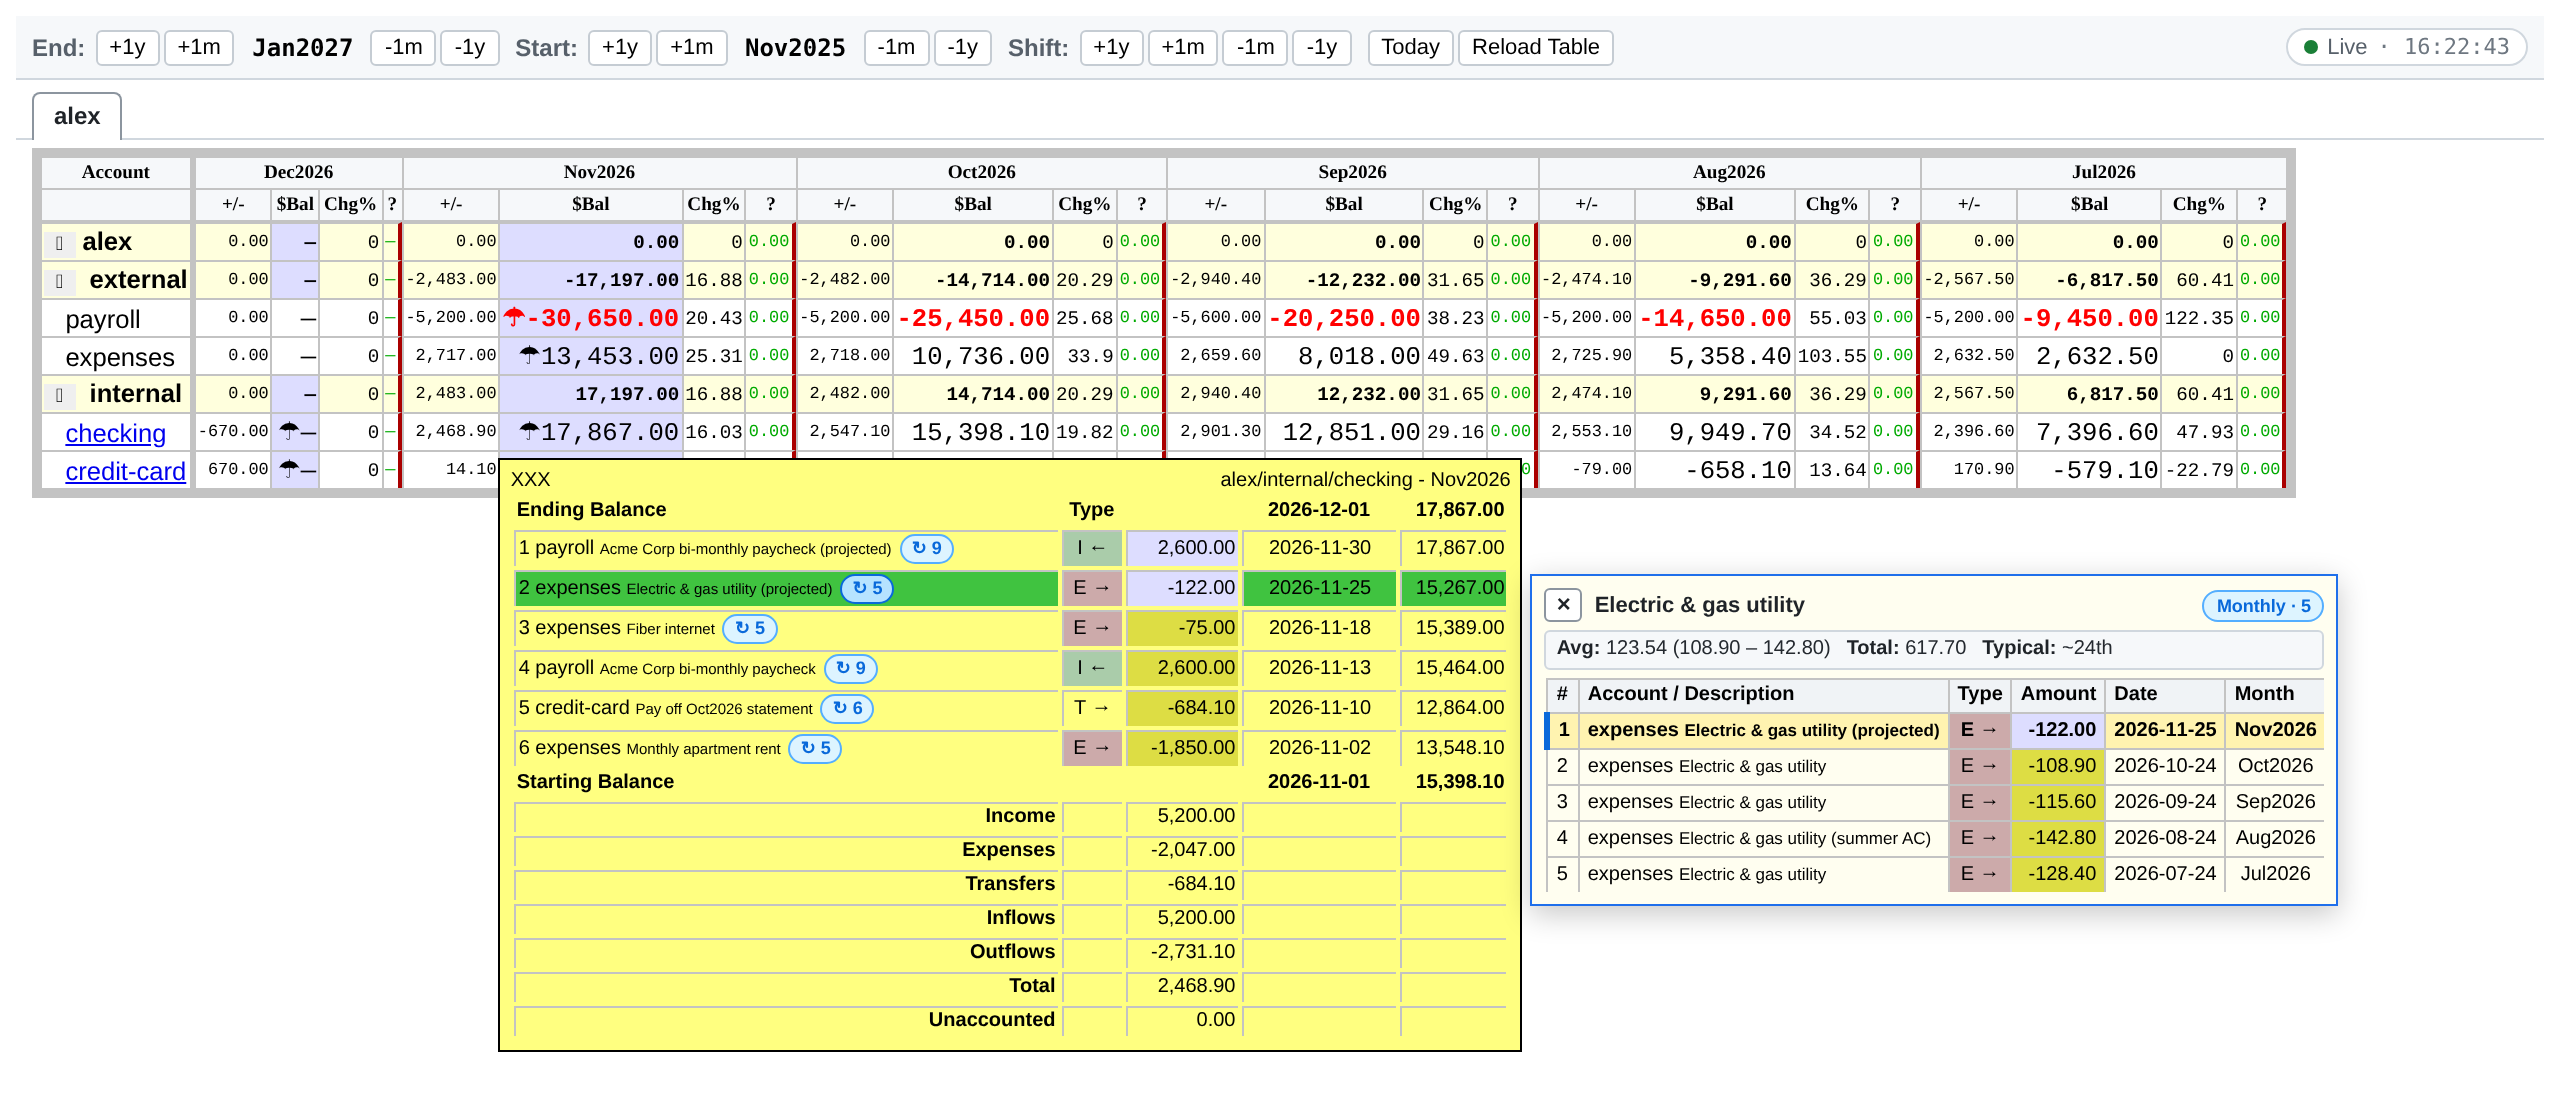 End: +1y +1m Jan2027 -1m -1y Start: +1y +1m Nov2025 -1m -1y Shift: +1y +1m -1m -1y Today Reload Table Live · 16:22:43
alex
Account Dec2026 Nov2026 Oct2026 Sep2026 Aug2026 Jul2026
+/- $Bal Chg% ? +/- $Bal Chg% ? +/- $Bal Chg% ? +/- $Bal Chg% ? +/- $Bal Chg% ? +/- $Bal Chg% ?
alex 0.00 — 0 — 0.00 0.00 0 0.00 0.00 0.00 0 0.00 0.00 0.00 0 0.00 0.00 0.00 0 0.00 0.00 0.00 0 0.00
external 0.00 — 0 — -2,483.00 -17,197.00 16.88 0.00 -2,482.00 -14,714.00 20.29 0.00 -2,940.40 -12,232.00 31.65 0.00 -2,474.10 -9,291.60 36.29 0.00 -2,567.50 -6,817.50 60.41 0.00
payroll 0.00 — 0 — -5,200.00 ☂-30,650.00 20.43 0.00 -5,200.00 -25,450.00 25.68 0.00 -5,600.00 -20,250.00 38.23 0.00 -5,200.00 -14,650.00 55.03 0.00 -5,200.00 -9,450.00 122.35 0.00
expenses 0.00 — 0 — 2,717.00 ☂13,453.00 25.31 0.00 2,718.00 10,736.00 33.9 0.00 2,659.60 8,018.00 49.63 0.00 2,725.90 5,358.40 103.55 0.00 2,632.50 2,632.50 0 0.00
internal 0.00 — 0 — 2,483.00 17,197.00 16.88 0.00 2,482.00 14,714.00 20.29 0.00 2,940.40 12,232.00 31.65 0.00 2,474.10 9,291.60 36.29 0.00 2,567.50 6,817.50 60.41 0.00
checking -670.00 ☂— 0 — 2,468.90 ☂17,867.00 16.03 0.00 2,547.10 15,398.10 19.82 0.00 2,901.30 12,851.00 29.16 0.00 2,553.10 9,949.70 34.52 0.00 2,396.60 7,396.60 47.93 0.00
credit-card 670.00 ☂— 0 — 14.10 -79.00 -658.10 13.64 0.00 170.90 -579.10 -22.79 0.00
XXX alex/internal/checking - Nov2026
Ending Balance Type 2026-12-01 17,867.00
1 payroll Acme Corp bi-monthly paycheck (projected) ↻ 9 I ← 2,600.00 2026-11-30 17,867.00
2 expenses Electric & gas utility (projected) ↻ 5 E → -122.00 2026-11-25 15,267.00
3 expenses Fiber internet ↻ 5 E → -75.00 2026-11-18 15,389.00
4 payroll Acme Corp bi-monthly paycheck ↻ 9 I ← 2,600.00 2026-11-13 15,464.00
5 credit-card Pay off Oct2026 statement ↻ 6 T → -684.10 2026-11-10 12,864.00
6 expenses Monthly apartment rent ↻ 5 E → -1,850.00 2026-11-02 13,548.10
Starting Balance 2026-11-01 15,398.10
Income 5,200.00
Expenses -2,047.00
Transfers -684.10
Inflows 5,200.00
Outflows -2,731.10
Total 2,468.90
Unaccounted 0.00
✕ Electric & gas utility Monthly · 5
Avg: 123.54 (108.90 – 142.80) Total: 617.70 Typical: ~24th
# Account / Description Type Amount Date Month
1 expenses Electric & gas utility (projected) E → -122.00 2026-11-25 Nov2026
2 expenses Electric & gas utility E → -108.90 2026-10-24 Oct2026
3 expenses Electric & gas utility E → -115.60 2026-09-24 Sep2026
4 expenses Electric & gas utility (summer AC) E → -142.80 2026-08-24 Aug2026
5 expenses Electric & gas utility E → -128.40 2026-07-24 Jul2026